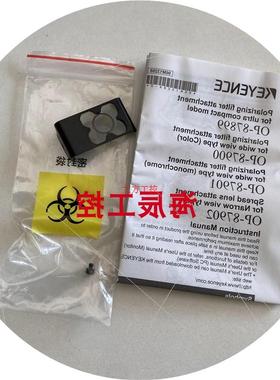 KEYENCE
Polarizing filter attachment
for ultra compact model
OP-87899
Polarizing filter attachment
for wide view type (Color)
OP-87900
Polarizing filter attachment
for wide view type (monochrome)
OP-87901
Spread lens attachment
for Narrow view type
OP-87902
Instruction Manual
Symbols
密封袋
海辰工控